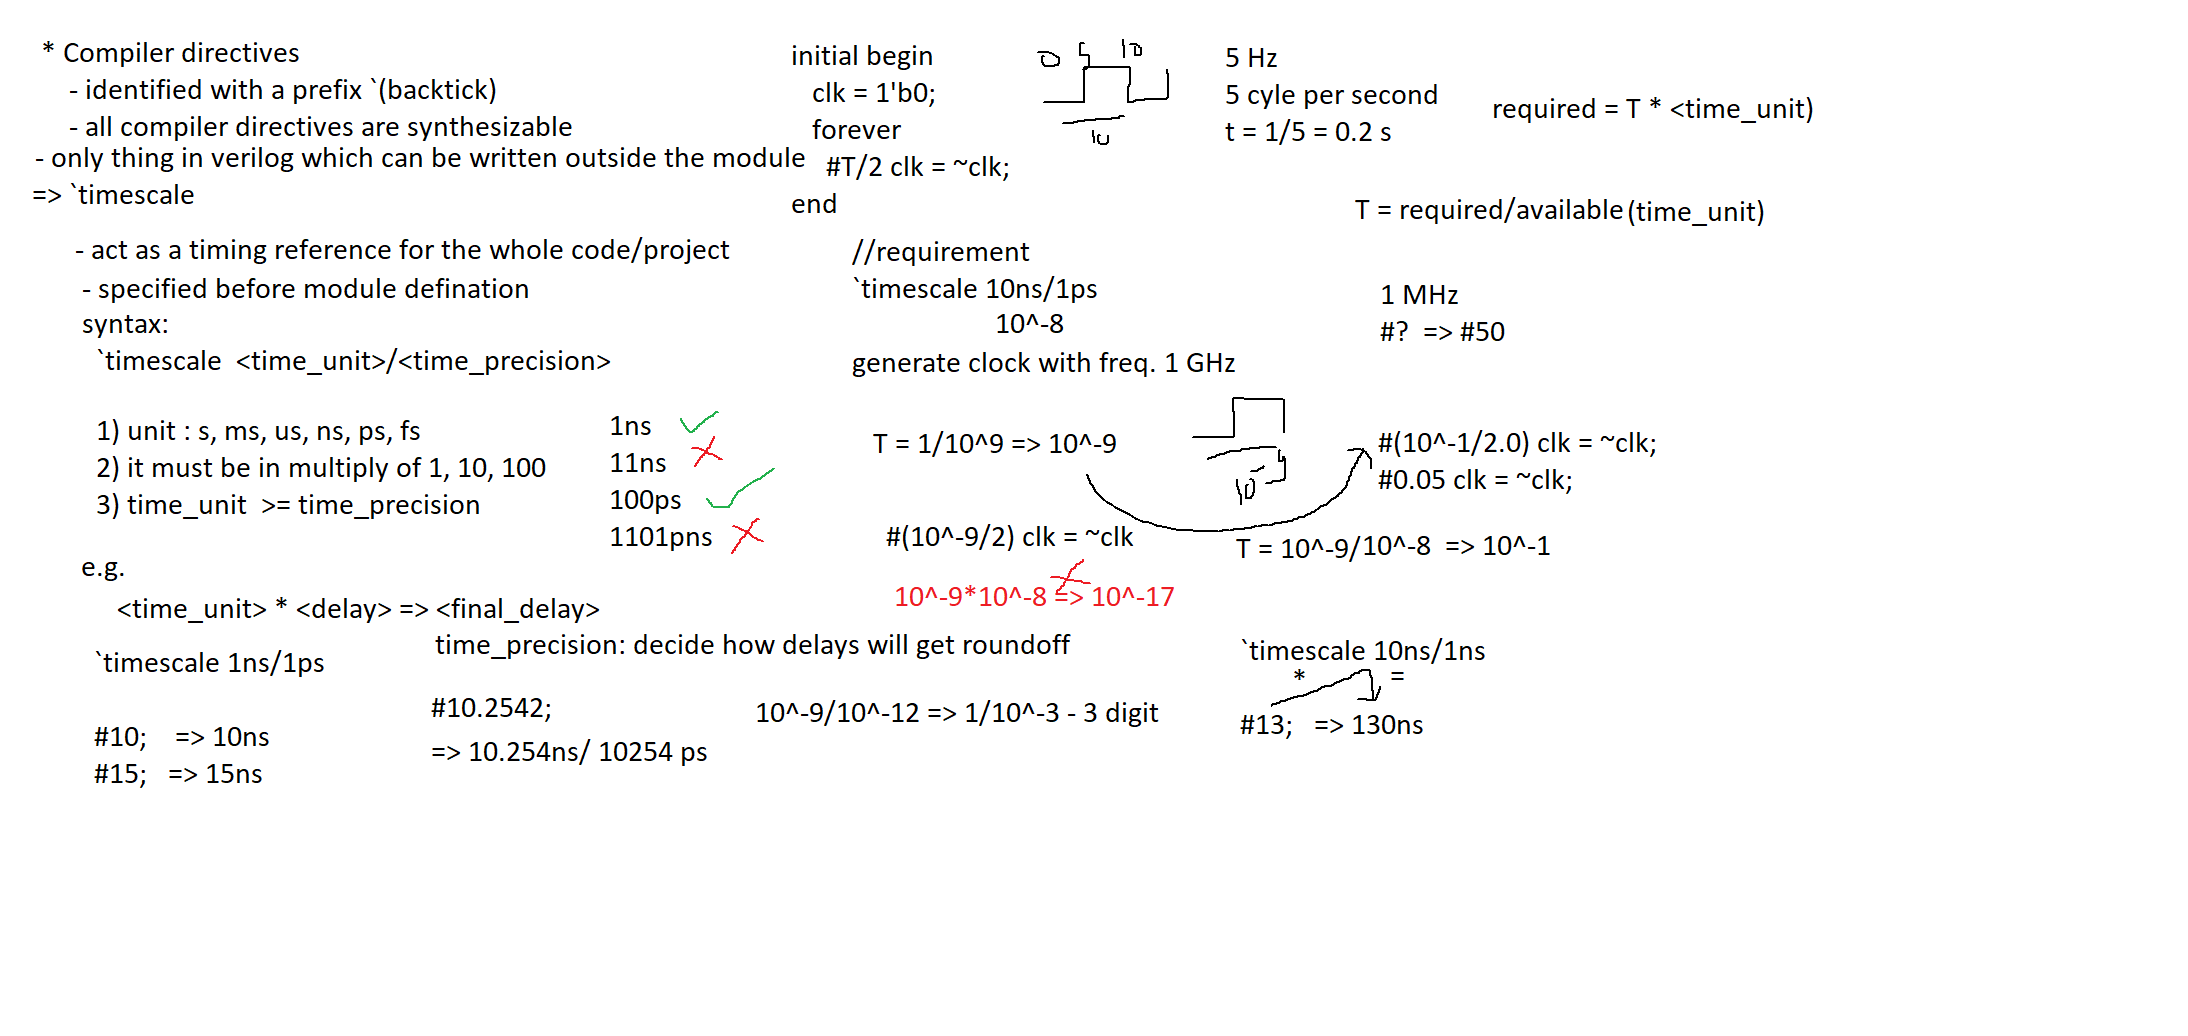 * Compiler directives
- identified with a prefix `(backtick)
- all compiler directives are synthesizable
- only thing in verilog which can be written outside the module
=> `timescale
- act as a timing reference for the whole code/project
- specified before module defination
syntax:
`timescale <time_unit>/<time_precision>
1) unit : s, ms, us, ns, ps, fs
2) it must be in multiply of 1, 10, 100
3) time_unit >= time_precision
1ns
11ns
100ps
1101pns
e.g.
<time_unit> * <delay> => <final_delay>
`timescale 1ns/1ps
#10; => 10ns
#15; => 15ns
time_precision: decide how delays will get roundoff
#10.2542;
=> 10.254ns/ 10254 ps
10^-9/10^-12 => 1/10^-3 - 3 digit
initial begin
clk = 1'b0;
forever
#T/2 clk = ~clk;
end
0 5 10
10
5 Hz
5 cyle per second
t = 1/5 = 0.2 s
required = T * <time_unit)
T = required/available(time_unit)
//requirement
`timescale 10ns/1ps
10^-8
generate clock with freq. 1 GHz
1 MHz
#? => #50
T = 1/10^9 => 10^-9
#(10^-9/2) clk = ~clk
10^-9*10^-8 => 10^-17
#(10^-1/2.0) clk = ~clk;
#0.05 clk = ~clk;
T = 10^-9/10^-8 => 10^-1
`timescale 10ns/1ns
* =
#13; => 130ns